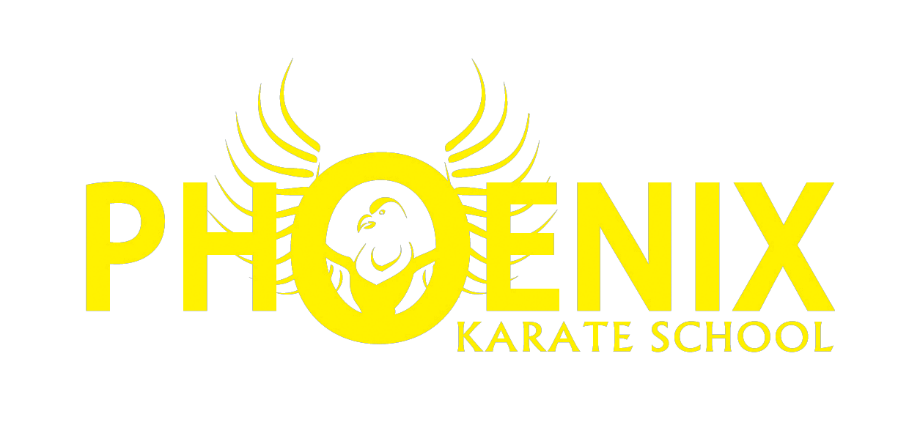 PHOENIX
KARATE SCHOOL